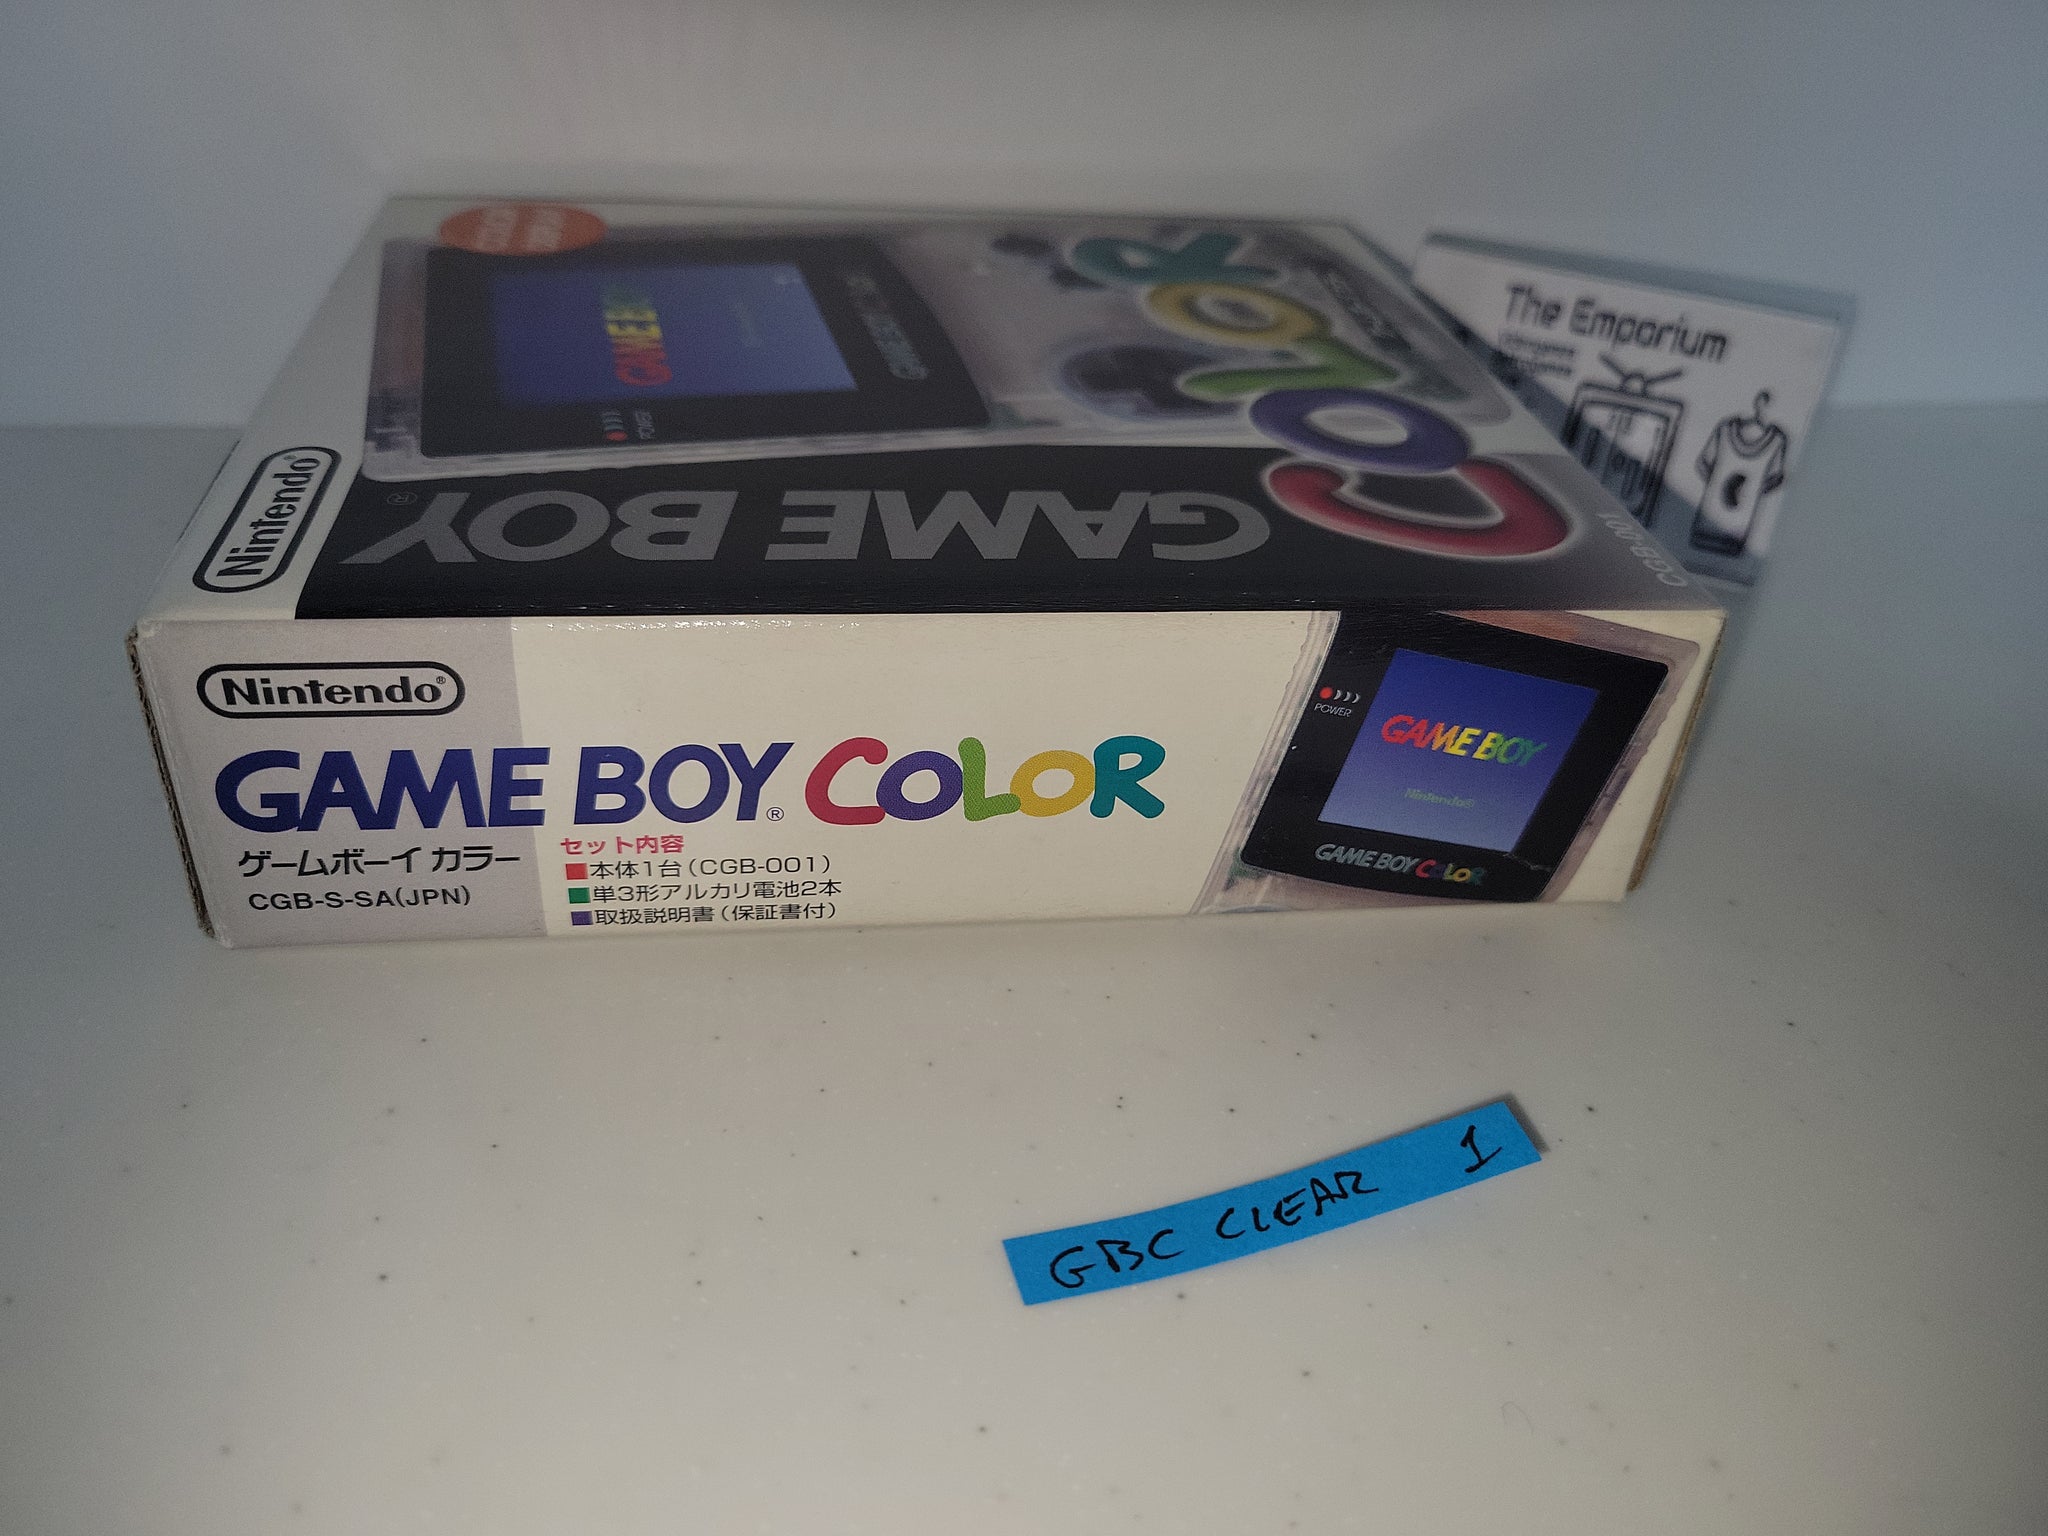 Nintendo®
GAME BOY
POWER
GAME BOY®
COLOR
CGB-001
The Emporium
Nintendo®
GAME BOY® COLOR
ゲームボーイ カラー
CGB-S-SA(JPN)
セット内容
■本体1台(CGB-001)
■単3形アルカリ電池2本
■取扱説明書(保証書付)
POWER
GAME BOY
Nintendo®
GAME BOY COLOR
GBC CLEAR 1